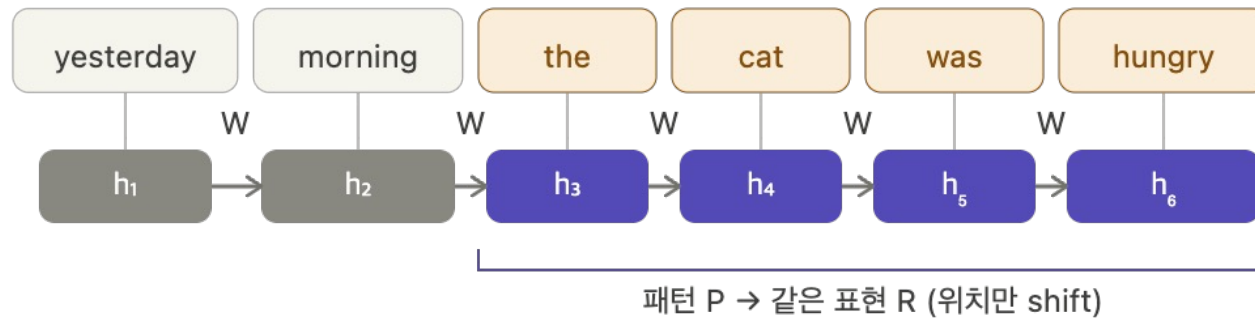 yesterday morning the cat was hungry
W W W W W
h₁ h₂ h₃ h₄ h₅ h₆
패턴 P → 같은 표현 R (위치만 shift)